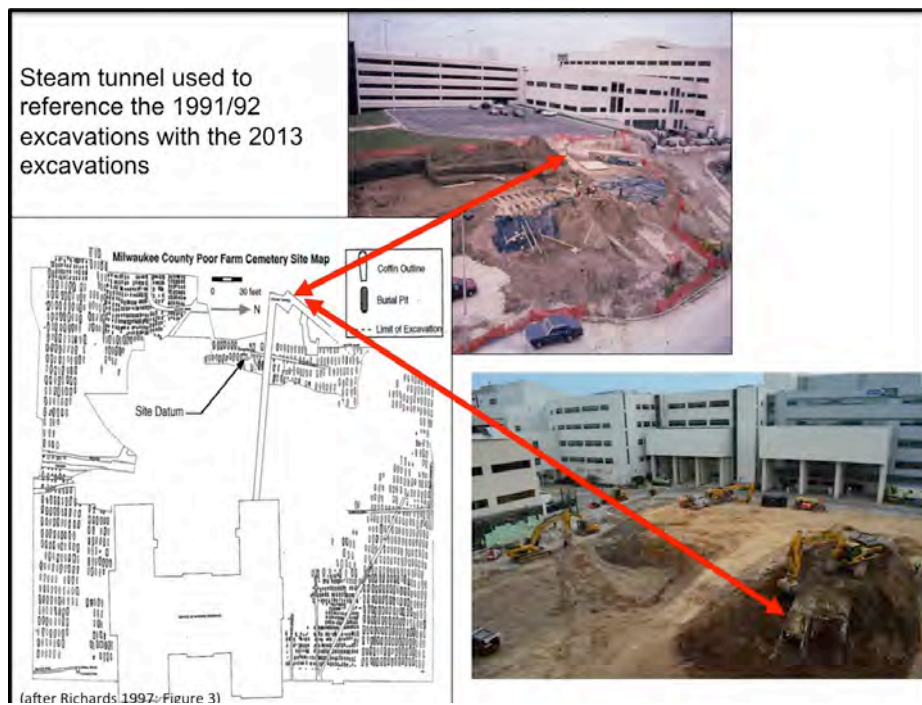 Steam tunnel used to
reference the 1991/92
excavations with the 2013
excavations
Milwaukee County Poor Farm Cemetery Site Map
0 30 feet
N
Coffin Outline
Burial Pit
Limit of Excavation
Site Datum
(after Richards 1997: Figure 3)